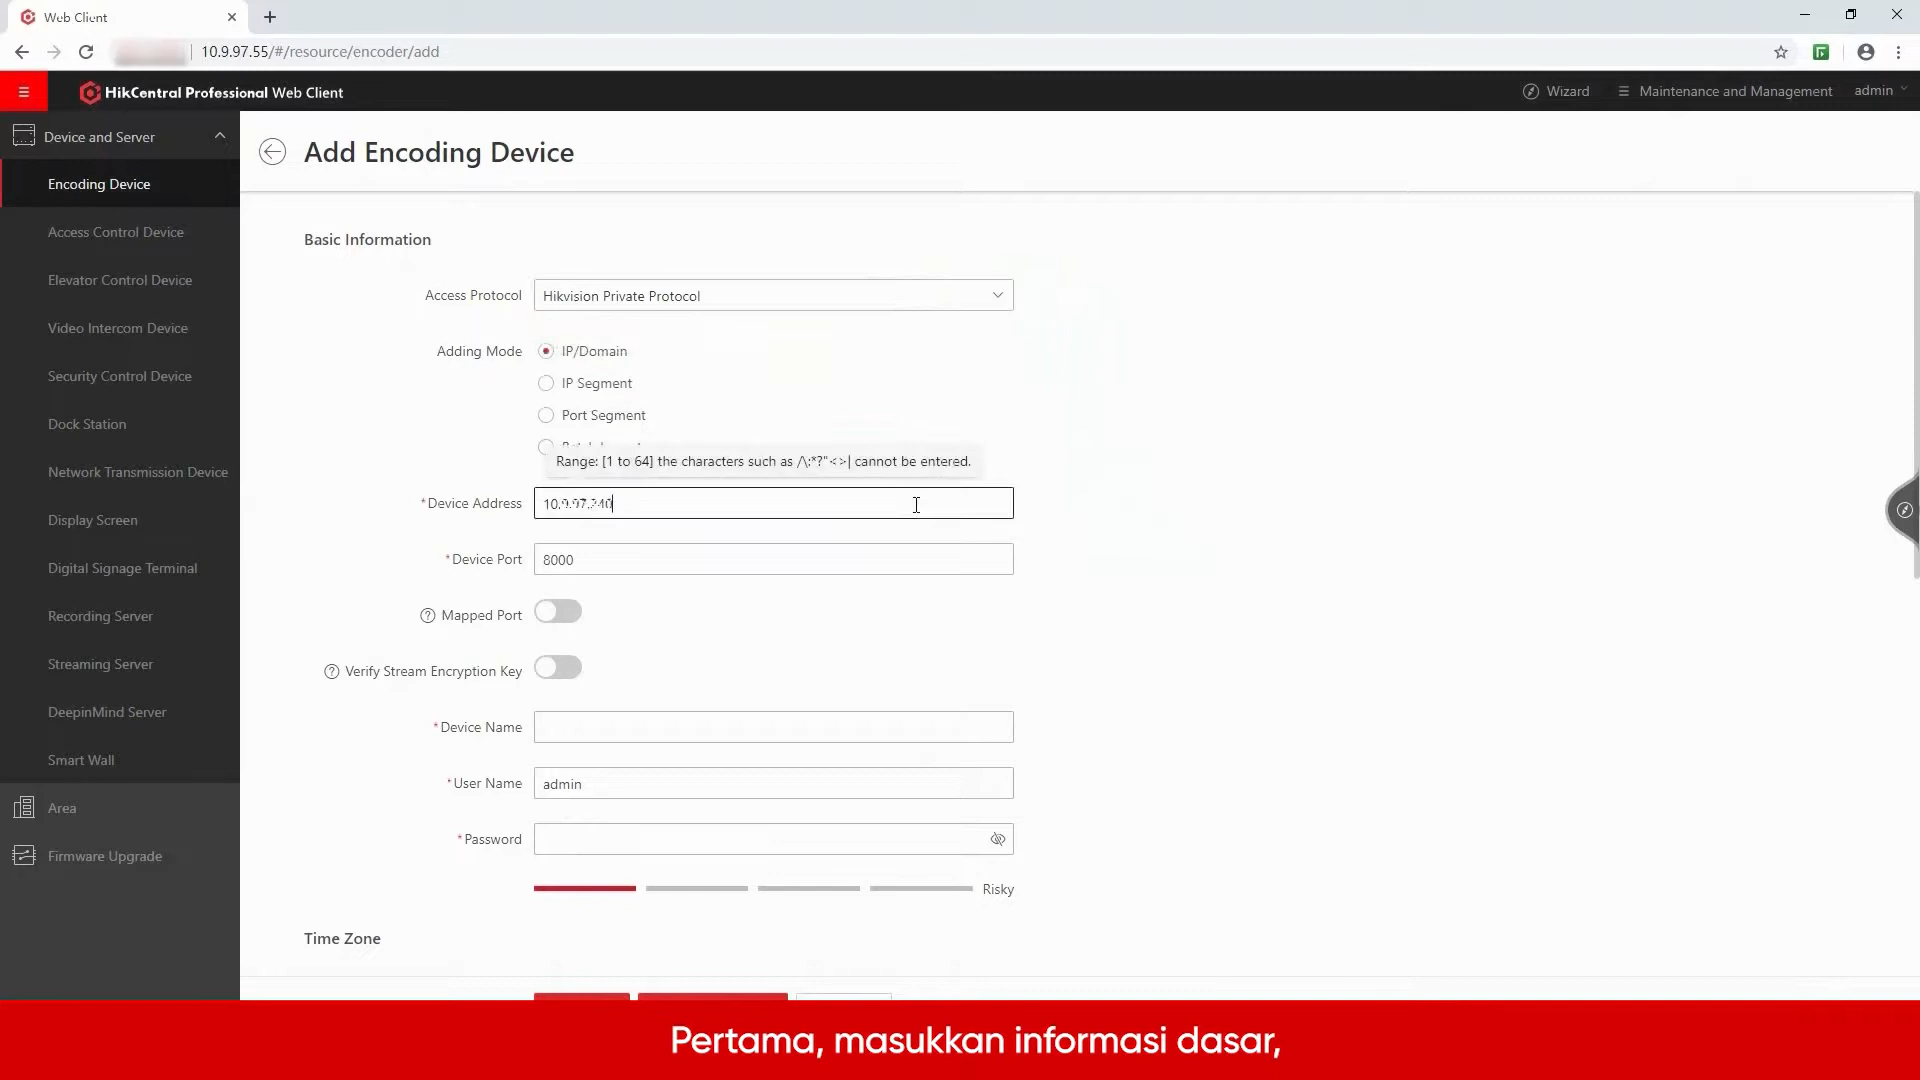 Web Client
10.9.97.55/#/resource/encoder/add
HikCentral Professional Web Client
Wizard
Maintenance and Management
admin
Device and Server
Encoding Device
Access Control Device
Elevator Control Device
Video Intercom Device
Security Control Device
Dock Station
Network Transmission Device
Display Screen
Digital Signage Terminal
Recording Server
Streaming Server
DeepinMind Server
Smart Wall
Area
Firmware Upgrade
Add Encoding Device
Basic Information
Access Protocol
Hikvision Private Protocol
Adding Mode
IP/Domain
IP Segment
Port Segment
Range: [1 to 64] the characters such as /\:*?"<>| cannot be entered.
*Device Address
*Device Port
8000
Mapped Port
Verify Stream Encryption Key
*Device Name
*User Name
admin
*Password
Risky
Time Zone
Pertama, masukkan informasi dasar,